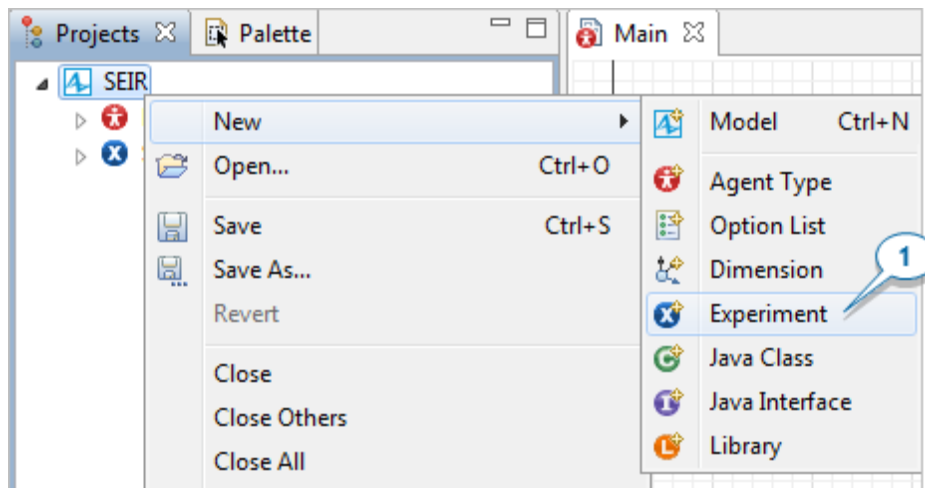 Projects
Palette
Main
SEIR
New
Open... Ctrl+O
Save Ctrl+S
Save As...
Revert
Close
Close Others
Close All
Model Ctrl+N
Agent Type
Option List
Dimension
1
Experiment
Java Class
Java Interface
Library